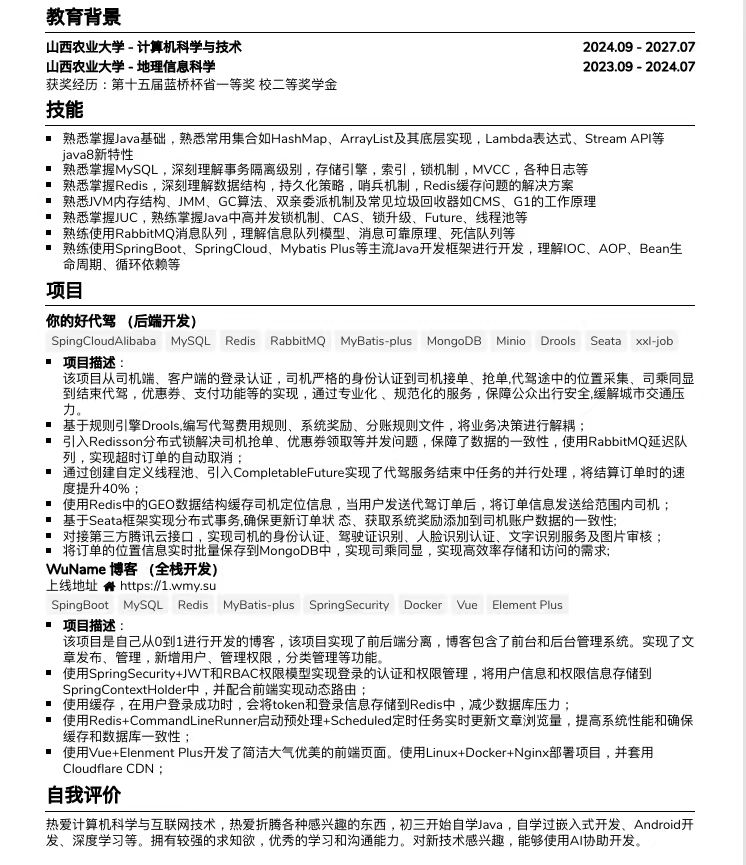 教育背景
山西农业大学 - 计算机科学与技术 2024.09 - 2027.07
山西农业大学 - 地理信息科学 2023.09 - 2024.07
获奖经历：第十五届蓝桥杯省一等奖 校二等奖学金
技能
▪ 熟悉掌握Java基础，熟悉常用集合如HashMap、ArrayList及其底层实现，Lambda表达式、Stream API等
java8新特性
▪ 熟悉掌握MySQL，深刻理解事务隔离级别，存储引擎，索引，锁机制，MVCC，各种日志等
▪ 熟悉掌握Redis，深刻理解数据结构，持久化策略，哨兵机制，Redis缓存问题的解决方案
▪ 熟悉JVM内存结构、JMM、GC算法、双亲委派机制及常见垃圾回收器如CMS、G1的工作原理
▪ 熟悉掌握JUC，熟练掌握Java中高并发锁机制、CAS、锁升级、Future、线程池等
▪ 熟练使用RabbitMQ消息队列，理解信息队列模型、消息可靠原理、死信队列等
▪ 熟练使用SpringBoot、SpringCloud、Mybatis Plus等主流Java开发框架进行开发，理解IOC、AOP、Bean生
命周期、循环依赖等
项目
你的好代驾 （后端开发）
SpingCloudAlibaba MySQL Redis RabbitMQ MyBatis-plus MongoDB Minio Drools Seata xxl-job
▪ 项目描述：
该项目从司机端、客户端的登录认证，司机严格的身份认证到司机接单、抢单,代驾途中的位置采集、司乘同显
到结束代驾，优惠券、支付功能等的实现，通过专业化 、规范化的服务，保障公众出行安全,缓解城市交通压
力。
▪ 基于规则引擎Drools,编写代驾费用规则、系统奖励、分账规则文件，将业务决策进行解耦；
▪ 引入Redisson分布式锁解决司机抢单、优惠券领取等并发问题，保障了数据的一致性，使用RabbitMQ延迟队
列，实现超时订单的自动取消；
▪ 通过创建自定义线程池、引入CompletableFuture实现了代驾服务结束中任务的并行处理，将结算订单时的速
度提升40%；
▪ 使用Redis中的GEO数据结构缓存司机定位信息，当用户发送代驾订单后，将订单信息发送给范围内司机；
▪ 基于Seata框架实现分布式事务,确保更新订单状 态、获取系统奖励添加到司机账户数据的一致性;
▪ 对接第三方腾讯云接口，实现司机的身份认证、驾驶证识别、人脸识别认证、文字识别服务及图片审核；
▪ 将订单的位置信息实时批量保存到MongoDB中，实现司乘同显，实现高效率存储和访问的需求;
WuName 博客 （全栈开发）
上线地址 https://1.wmy.su
SpingBoot MySQL Redis MyBatis-plus SpringSecurity Docker Vue Element Plus
▪ 项目描述：
该项目是自己从0到1进行开发的博客，该项目实现了前后端分离，博客包含了前台和后台管理系统。实现了文
章发布、管理，新增用户、管理权限，分类管理等功能。
▪ 使用SpringSecurity+JWT和RBAC权限模型实现登录的认证和权限管理，将用户信息和权限信息存储到
SpringContextHolder中，并配合前端实现动态路由；
▪ 使用缓存，在用户登录成功时，会将token和登录信息存储到Redis中，减少数据库压力；
▪ 使用Redis+CommandLineRunner启动预处理+Scheduled定时任务实时更新文章浏览量，提高系统性能和确保
缓存和数据库一致性；
▪ 使用Vue+Elenment Plus开发了简洁大气优美的前端页面。使用Linux+Docker+Nginx部署项目，并套用
Cloudflare CDN；
自我评价
热爱计算机科学与互联网技术，热爱折腾各种感兴趣的东西，初三开始自学Java，自学过嵌入式开发、Android开
发、深度学习等。拥有较强的求知欲，优秀的学习和沟通能力。对新技术感兴趣，能够使用AI协助开发。